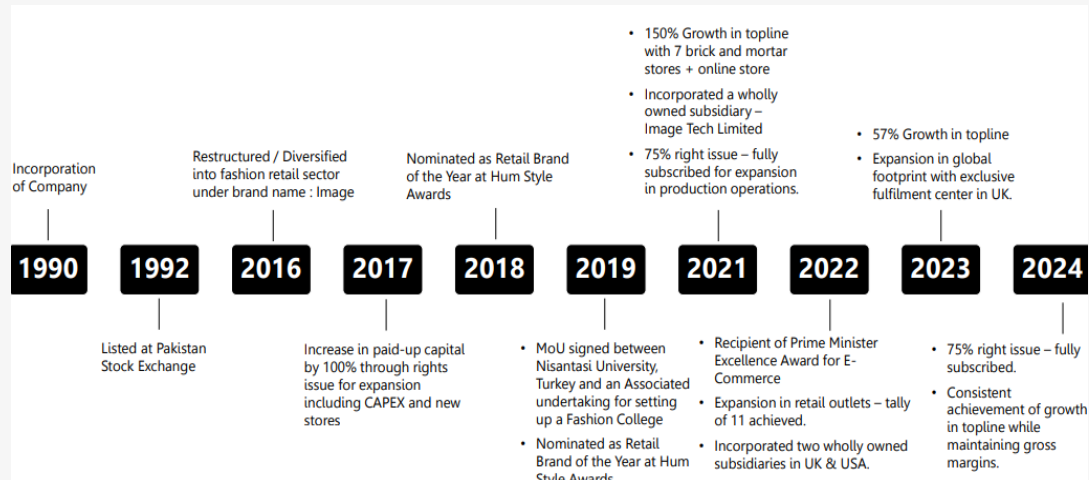 Incorporation
of Company
1990
Listed at Pakistan
Stock Exchange
1992
Restructured / Diversified
into fashion retail sector
under brand name : Image
2016
Increase in paid-up capital
by 100% through rights
issue for expansion
including CAPEX and new
stores
2017
Nominated as Retail Brand
of the Year at Hum Style
Awards
2018
• MoU signed between
Nisantasi University,
Turkey and an Associated
undertaking for setting
up a Fashion College
• Nominated as Retail
Brand of the Year at Hum
Style Awards
2019
• 150% Growth in topline
with 7 brick and mortar
stores + online store
• Incorporated a wholly
owned subsidiary –
Image Tech Limited
• 75% right issue – fully
subscribed for expansion
in production operations.
2021
• Recipient of Prime Minister
Excellence Award for E-
Commerce
• Expansion in retail outlets – tally
of 11 achieved.
• Incorporated two wholly owned
subsidiaries in UK & USA.
2022
• 57% Growth in topline
• Expansion in global
footprint with exclusive
fulfilment center in UK.
2023
• 75% right issue – fully
subscribed.
• Consistent
achievement of growth
in topline while
maintaining gross
margins.
2024